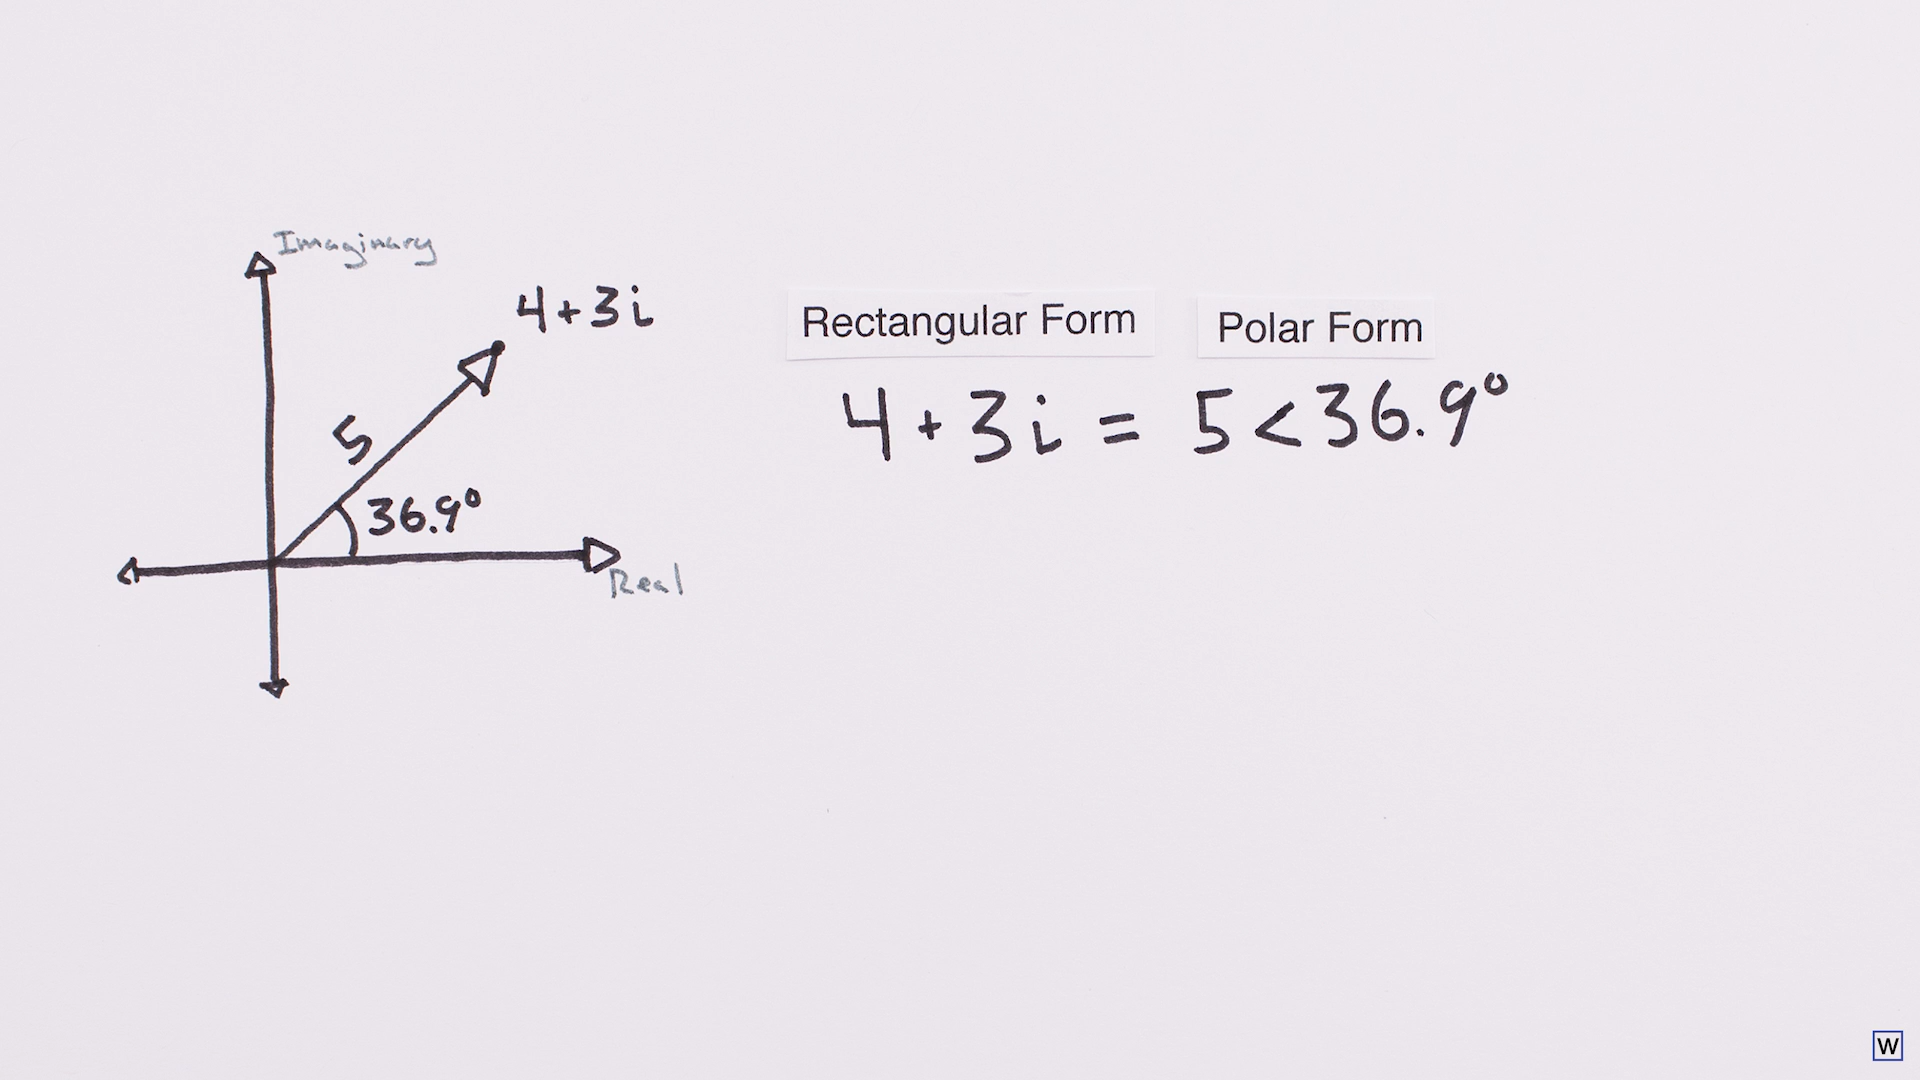 Imaginary
4+3i
5
36.9°
Real
Rectangular Form
Polar Form
4+3i = 5<36.9°
W